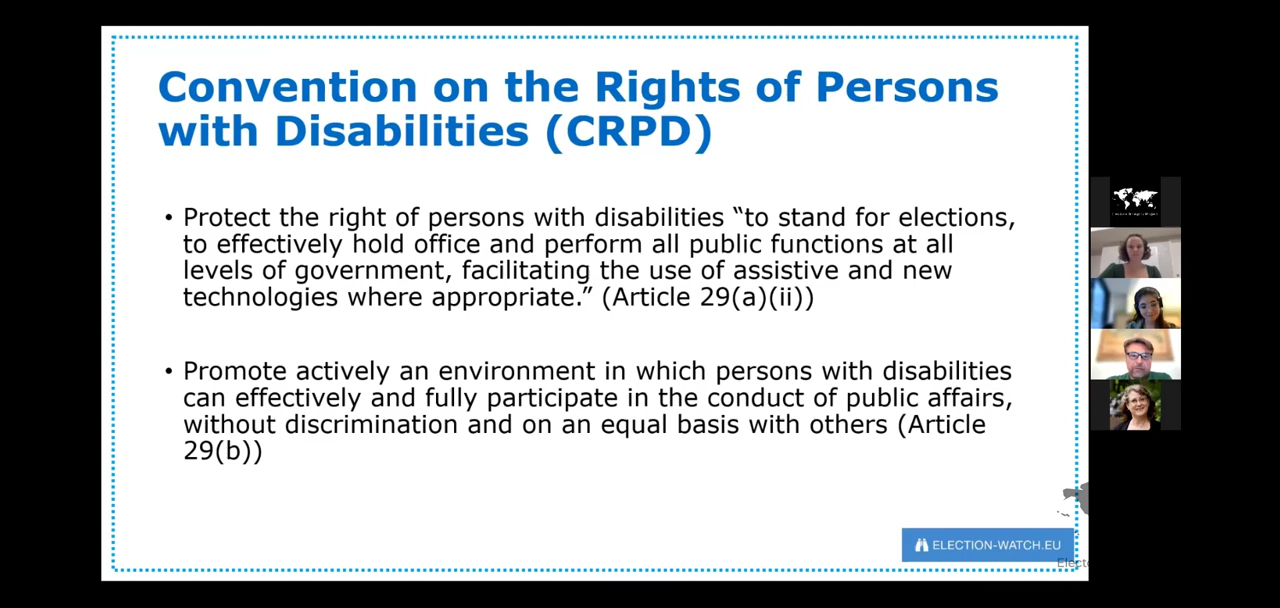 Convention on the Rights of Persons
with Disabilities (CRPD)
• Protect the right of persons with disabilities “to stand for elections,
to effectively hold office and perform all public functions at all
levels of government, facilitating the use of assistive and new
technologies where appropriate.” (Article 29(a)(ii))
• Promote actively an environment in which persons with disabilities
can effectively and fully participate in the conduct of public affairs,
without discrimination and on an equal basis with others (Article
29(b))
ELECTION-WATCH.EU